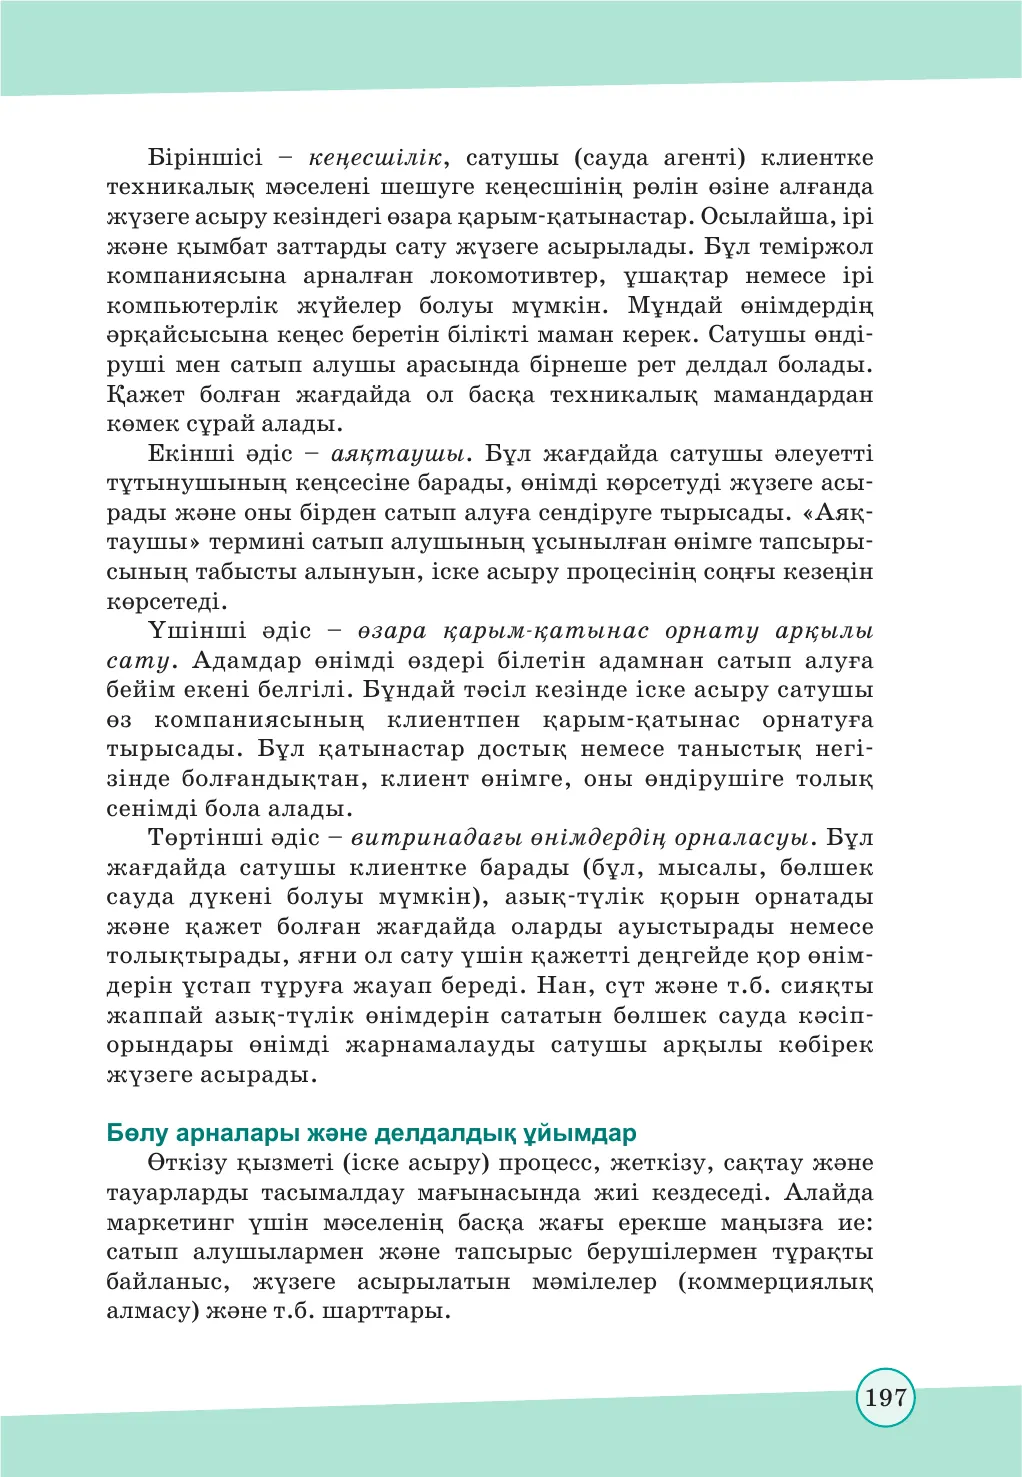 Біріншісі – кеңесшілік, сатушы (сауда агенті) клиентке
техникалық мәселені шешуге кеңесшінің рөлін өзіне алғанда
жүзеге асыру кезіндегі өзара қарым-қатынастар. Осылайша, ірі
және қымбат заттарды сату жүзеге асырылады. Бұл теміржол
компаниясына арналған локомотивтер, ұшақтар немесе ірі
компьютерлік жүйелер болуы мүмкін. Мұндай өнімдердің
әрқайсысына кеңес беретін білікті маман керек. Сатушы өнді-
руші мен сатып алушы арасында бірнеше рет делдал болады.
Қажет болған жағдайда ол басқа техникалық мамандардан
көмек сұрай алады.
Екінші әдіс – аяқтаушы. Бұл жағдайда сатушы әлеуетті
тұтынушының кеңсесіне барады, өнімді көрсетуді жүзеге асы-
рады және оны бірден сатып алуға сендіруге тырысады. «Аяқ-
таушы» термині сатып алушының ұсынылған өнімге тапсыры-
сының табысты алынуын, іске асыру процесінің соңғы кезеңін
көрсетеді.
Үшінші әдіс – өзара қарым-қатынас орнату арқылы
сату. Адамдар өнімді өздері білетін адамнан сатып алуға
бейім екені белгілі. Бұндай тәсіл кезінде іске асыру сатушы
өз компаниясының клиентпен қарым-қатынас орнатуға
тырысады. Бұл қатынастар достық немесе таныстық негі-
зінде болғандықтан, клиент өнімге, оны өндірушіге толық
сенімді бола алады.
Төртінші әдіс – витринадағы өнімдердің орналасуы. Бұл
жағдайда сатушы клиентке барады (бұл, мысалы, бөлшек
сауда дүкені болуы мүмкін), азық-түлік қорын орнатады
және қажет болған жағдайда оларды ауыстырады немесе
толықтырады, яғни ол сату үшін қажетті деңгейде қор өнім-
дерін ұстап тұруға жауап береді. Нан, сүт және т.б. сияқты
жаппай азық-түлік өнімдерін сататын бөлшек сауда кәсіп-
орындары өнімді жарнамалауды сатушы арқылы көбірек
жүзеге асырады.
Бөлу арналары және делдалдық ұйымдар
Өткізу қызметі (іске асыру) процесс, жеткізу, сақтау және
тауарларды тасымалдау мағынасында жиі кездеседі. Алайда
маркетинг үшін мәселенің басқа жағы ерекше маңызға ие:
сатып алушылармен және тапсырыс берушілермен тұрақты
байланыс, жүзеге асырылатын мәмілелер (коммерциялық
алмасу) және т.б. шарттары.
197